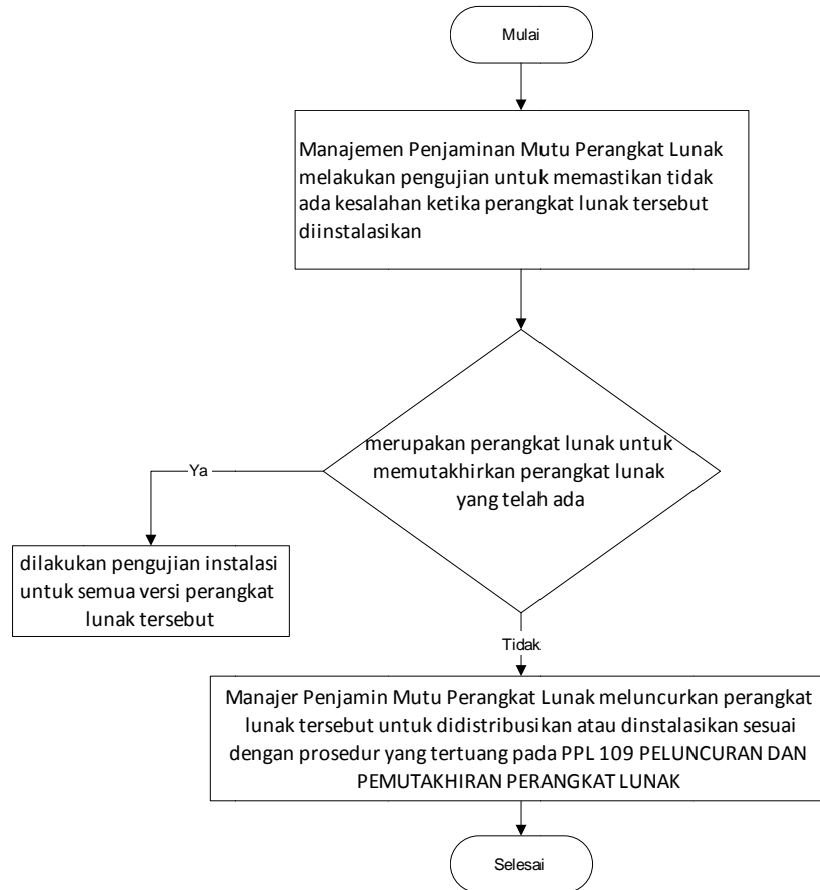 Mulai
Manajemen Penjaminan Mutu Perangkat Lunak
melakukan pengujian untuk memastikan tidak
ada kesalahan ketika perangkat lunak tersebut
diinstalasikan
merupakan perangkat lunak untuk
memutakhirkan perangkat lunak
yang telah ada
Ya
dilakukan pengujian instalasi
untuk semua versi perangkat
lunak tersebut
Tidak
Manajer Penjamin Mutu Perangkat Lunak meluncurkan perangkat
lunak tersebut untuk didistribusikan atau dinstalasikan sesuai
dengan prosedur yang tertuang pada PPL 109 PELUNCURAN DAN
PEMUTAKHIRAN PERANGKAT LUNAK
Selesai